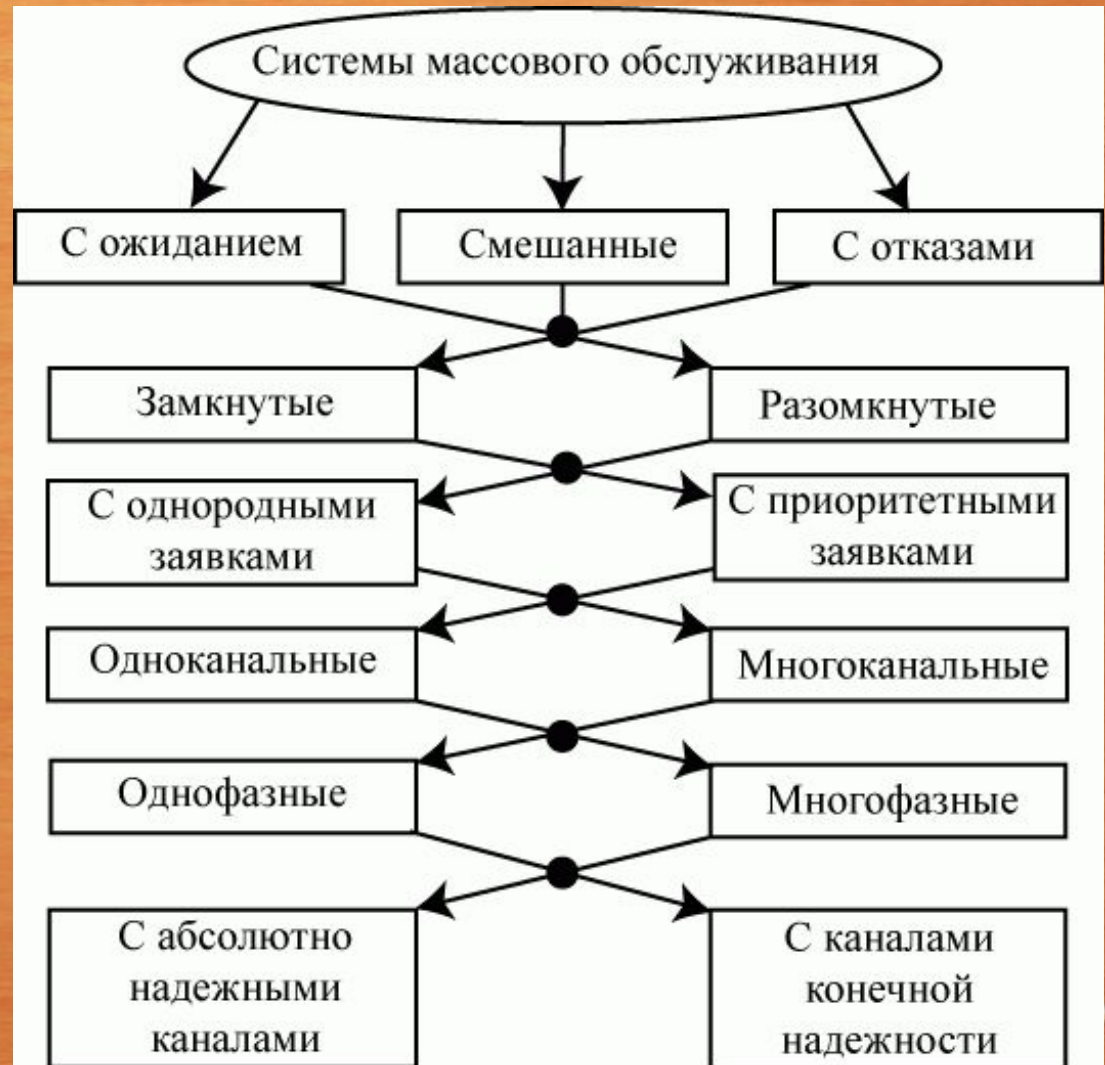 Системы массового обслуживания
С ожиданием
Смешанные
С отказами
Замкнутые
Разомкнутые
С однородными
заявками
С приоритетными
заявками
Одноканальные
Многоканальные
Однофазные
Многофазные
С абсолютно
надежными
каналами
С каналами
конечной
надежности